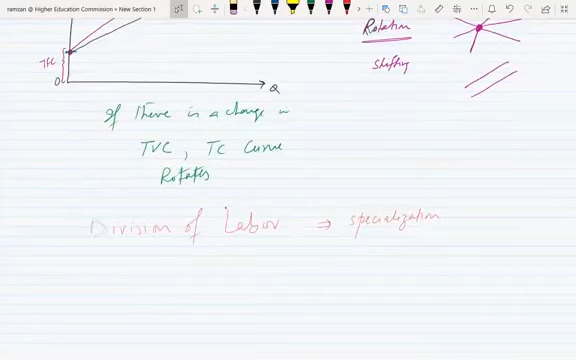 ramzan @ Higher Education Commission » New Section 1
Rotation
Shifting
TFC
O
Q
If there is a change in
TVC, TC Curve
Rotates
Division of Labor ⇒ specialization